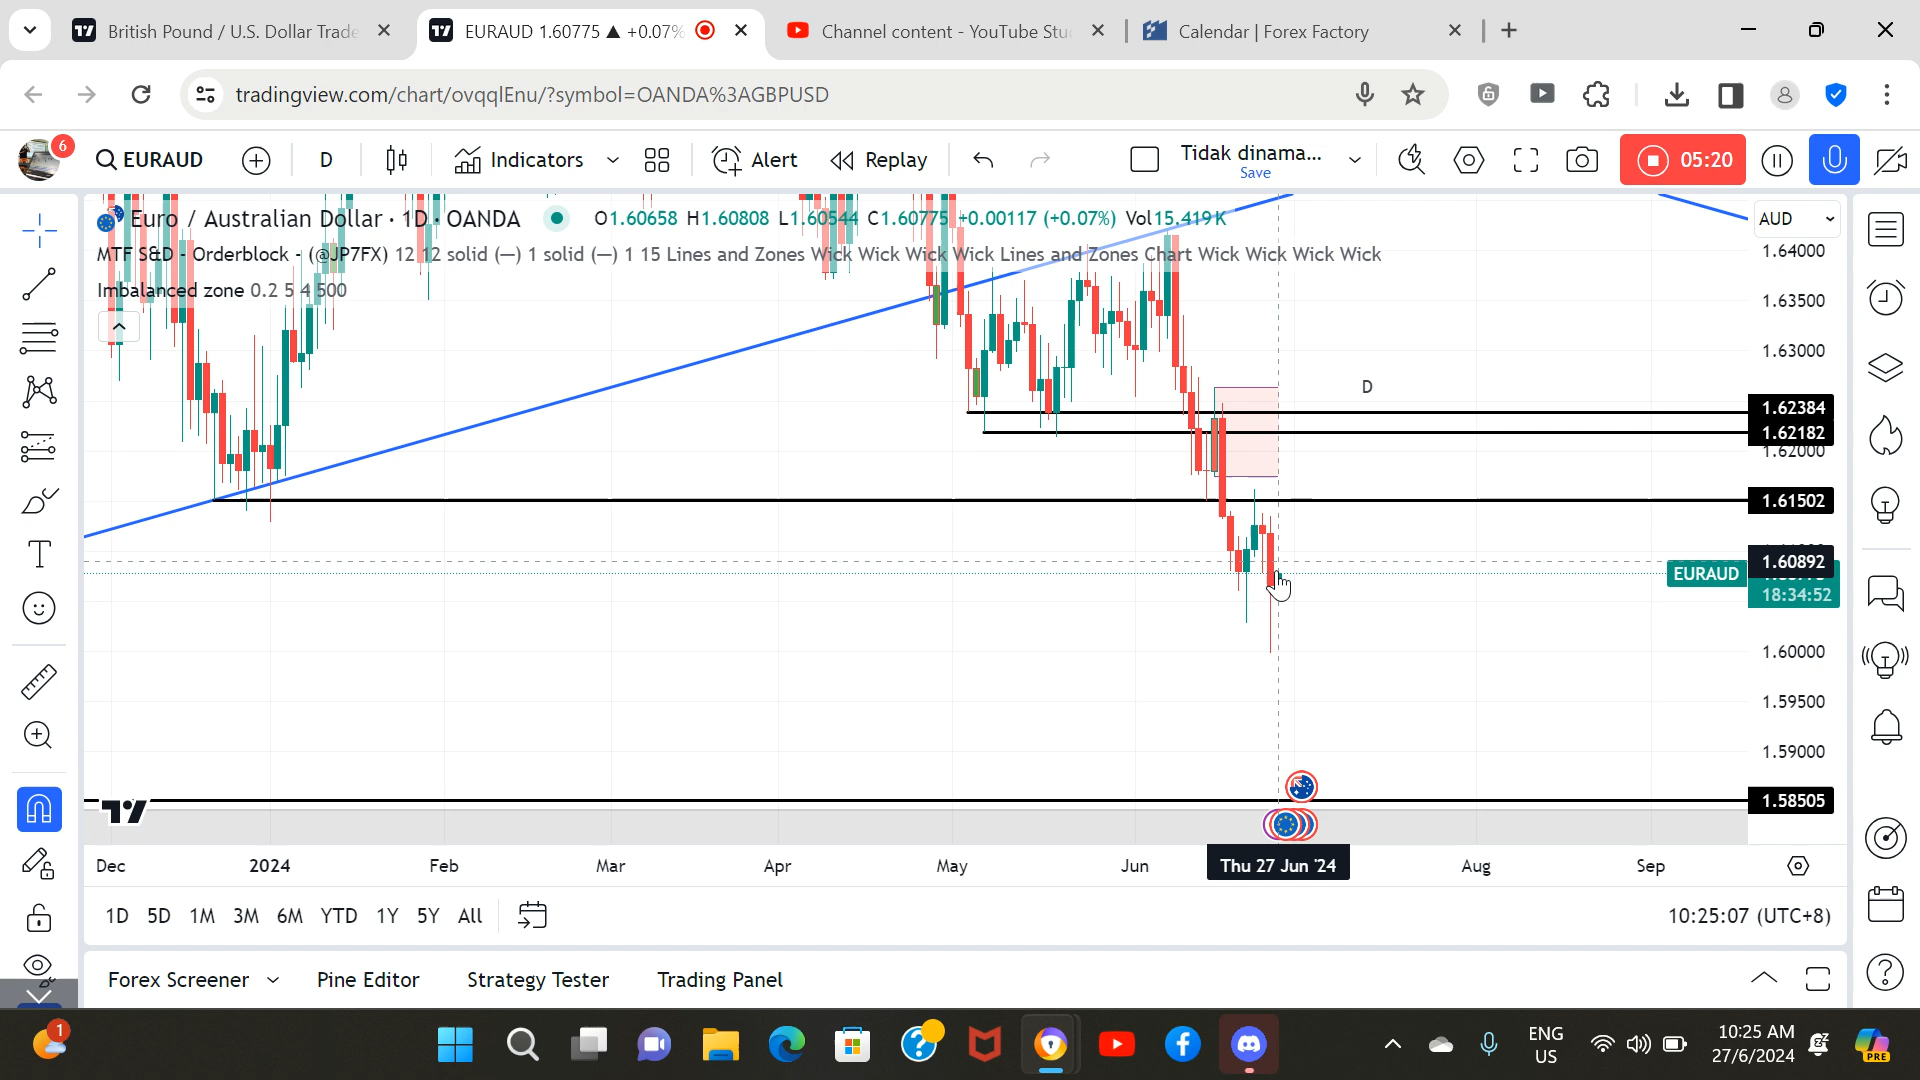 British Pound / U.S. Dollar Trade
EURAUD 1.60775 ▲ +0.07%
Channel content - YouTube Stu
Calendar | Forex Factory
tradingview.com/chart/ovqqlEnu/?symbol=OANDA%3AGBPUSD
6
EURAUD
D
Indicators
Alert
Replay
Tidak dinama...
Save
05:20
Euro / Australian Dollar · 1D · OANDA
O1.60658 H1.60808 L1.60544 C1.60775 +0.00117 (+0.07%) Vol15.419K
AUD
MTF S&D - Orderblock - (@JP7FX) 12 12 solid (—) 1 solid (—) 1 15 Lines and Zones Wick Wick Wick Wick Lines and Zones Chart Wick Wick Wick Wick
Imbalanced zone 0.2 5 4 500
1.64000
1.63500
1.63000
D
1.62384
1.62182
1.62000
1.61502
1.60892
EURAUD
18:34:52
1.60000
1.59500
1.59000
1.58505
Dec
2024
Feb
Mar
Apr
May
Jun
Thu 27 Jun '24
Aug
Sep
1D
5D
1M
3M
6M
YTD
1Y
5Y
All
10:25:07 (UTC+8)
Forex Screener
Pine Editor
Strategy Tester
Trading Panel
1
ENG
US
10:25 AM
27/6/2024
PRE